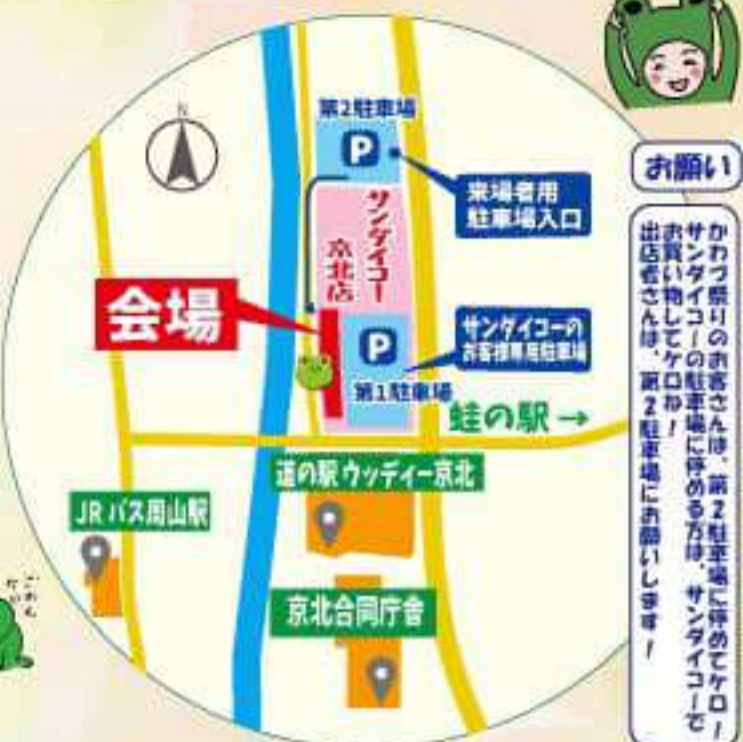 N
第2駐車場
P
来場者用
駐車場入口
サンダイコー
京北店
会場
P
サンダイコーの
お客様専用駐車場
第1駐車場
蛙の駅→
道の駅 ウッディー京北
JRバス周山駅
京北合同庁舎
お願い
かわづ祭りのお客さんは、第2駐車場に停めてケロ!
サンダイコーの駐車場に停める方は、サンダイコーで
お買い物してケロね!
出店者さんは、第2駐車場にお願いします!